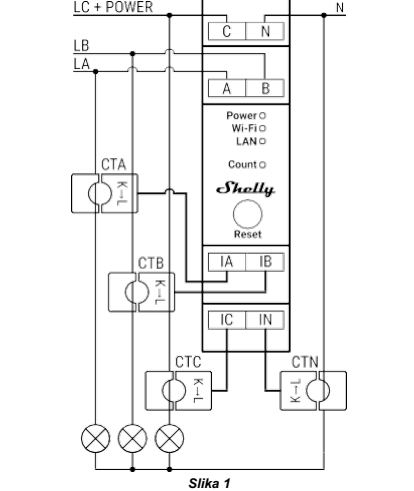 LC + POWER
N
C N
LB
LA
A B
Power
Wi-Fi
LAN
Count
Shelly
Reset
CTA
K→L
CTB
K→L
IA IB
IC IN
CTC
K→L
CTN
K→L
Slika 1